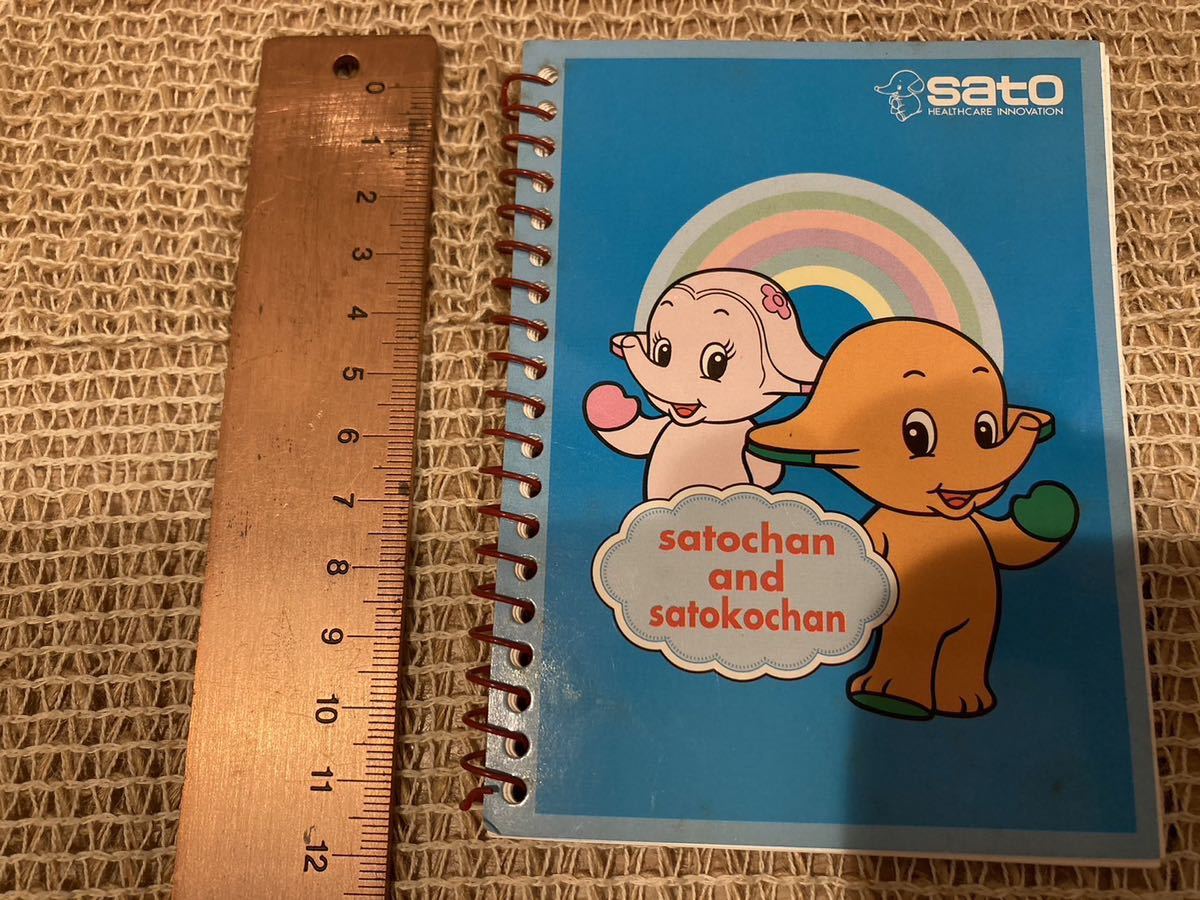 0
1
2
3
4
5
6
7
8
9
10
11
12
sato
HEALTHCARE INNOVATION
satochan
and
satokochan